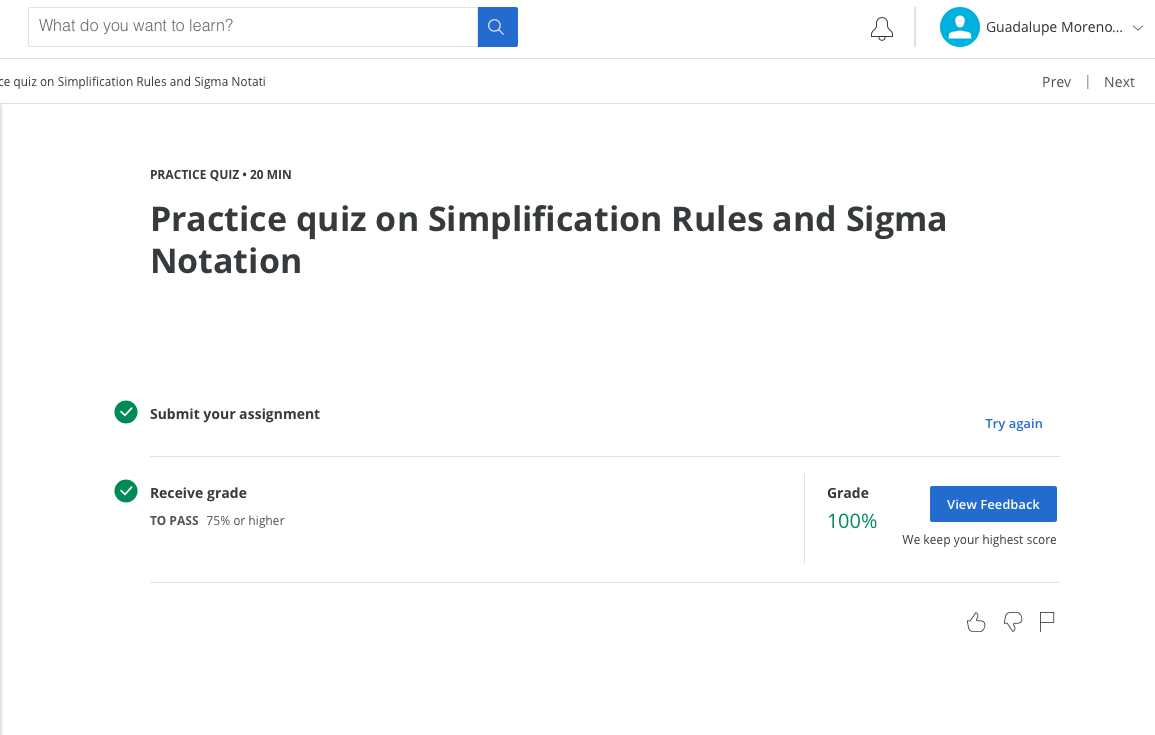 What do you want to learn?
Guadalupe Moreno...
ce quiz on Simplification Rules and Sigma Notati
Prev | Next
PRACTICE QUIZ • 20 MIN
Practice quiz on Simplification Rules and Sigma
Notation
Submit your assignment
Try again
Receive grade
TO PASS 75% or higher
Grade
100%
View Feedback
We keep your highest score